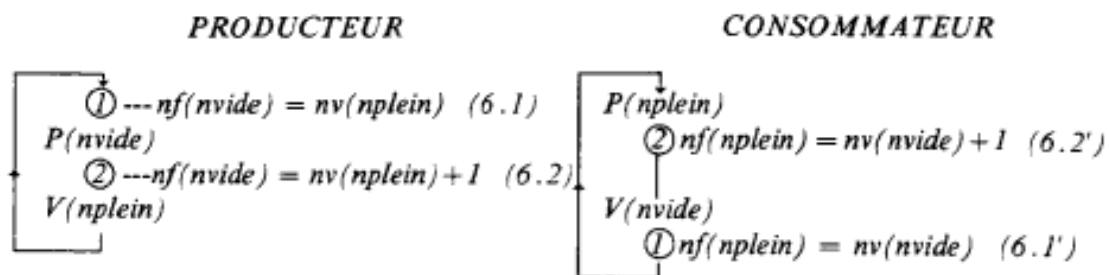 PRODUCTEUR
① --- nf(nvide) = nv(nplein) (6.1)
P(nvide)
② --- nf(nvide) = nv(nplein)+1 (6.2)
V(nplein)
CONSOMMATEUR
P(nplein)
② nf(nplein) = nv(nvide)+1 (6.2')
V(nvide)
① nf(nplein) = nv(nvide) (6.1')